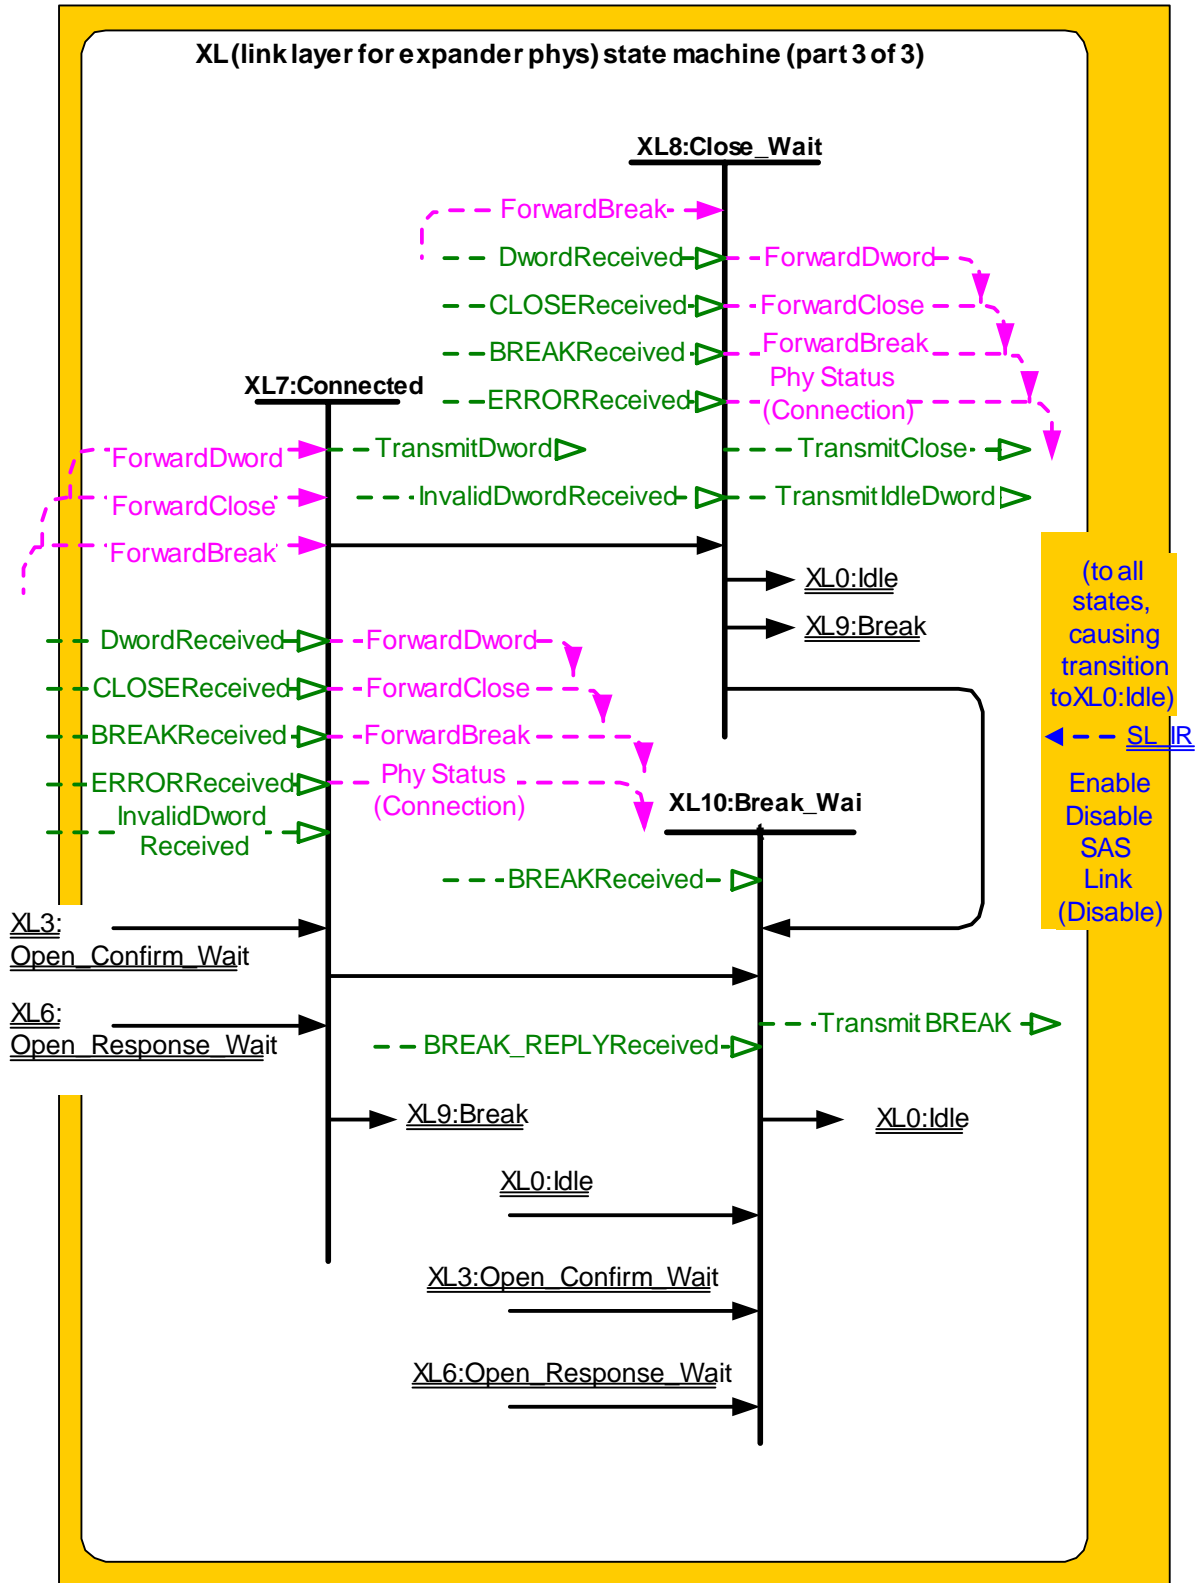 XL (link layer for expander phys) state machine (part 3 of 3)
XL8:Close_Wait
ForwardBreak
DwordReceived
ForwardDword
CLOSEReceived
ForwardClose
BREAKReceived
ForwardBreak
ERRORReceived
Phy Status
(Connection)
TransmitClose
InvalidDwordReceived
TransmitIdleDword
XL0:Idle
XL9:Break
XL7:Connected
ForwardDword
TransmitDword
ForwardClose
ForwardBreak
DwordReceived
ForwardDword
CLOSEReceived
ForwardClose
BREAKReceived
ForwardBreak
ERRORReceived
Phy Status
(Connection)
InvalidDword
Received
XL3:
Open_Confirm_Wait
XL6:
Open_Response_Wait
XL9:Break
XL10:Break_Wai
BREAKReceived
Transmit BREAK
BREAK_REPLYReceived
XL0:Idle
XL0:Idle
XL3:Open_Confirm_Wait
XL6:Open_Response_Wait
(to all
states,
causing
transition
to XL0:Idle)
SL_IR
Enable
Disable
SAS
Link
(Disable)